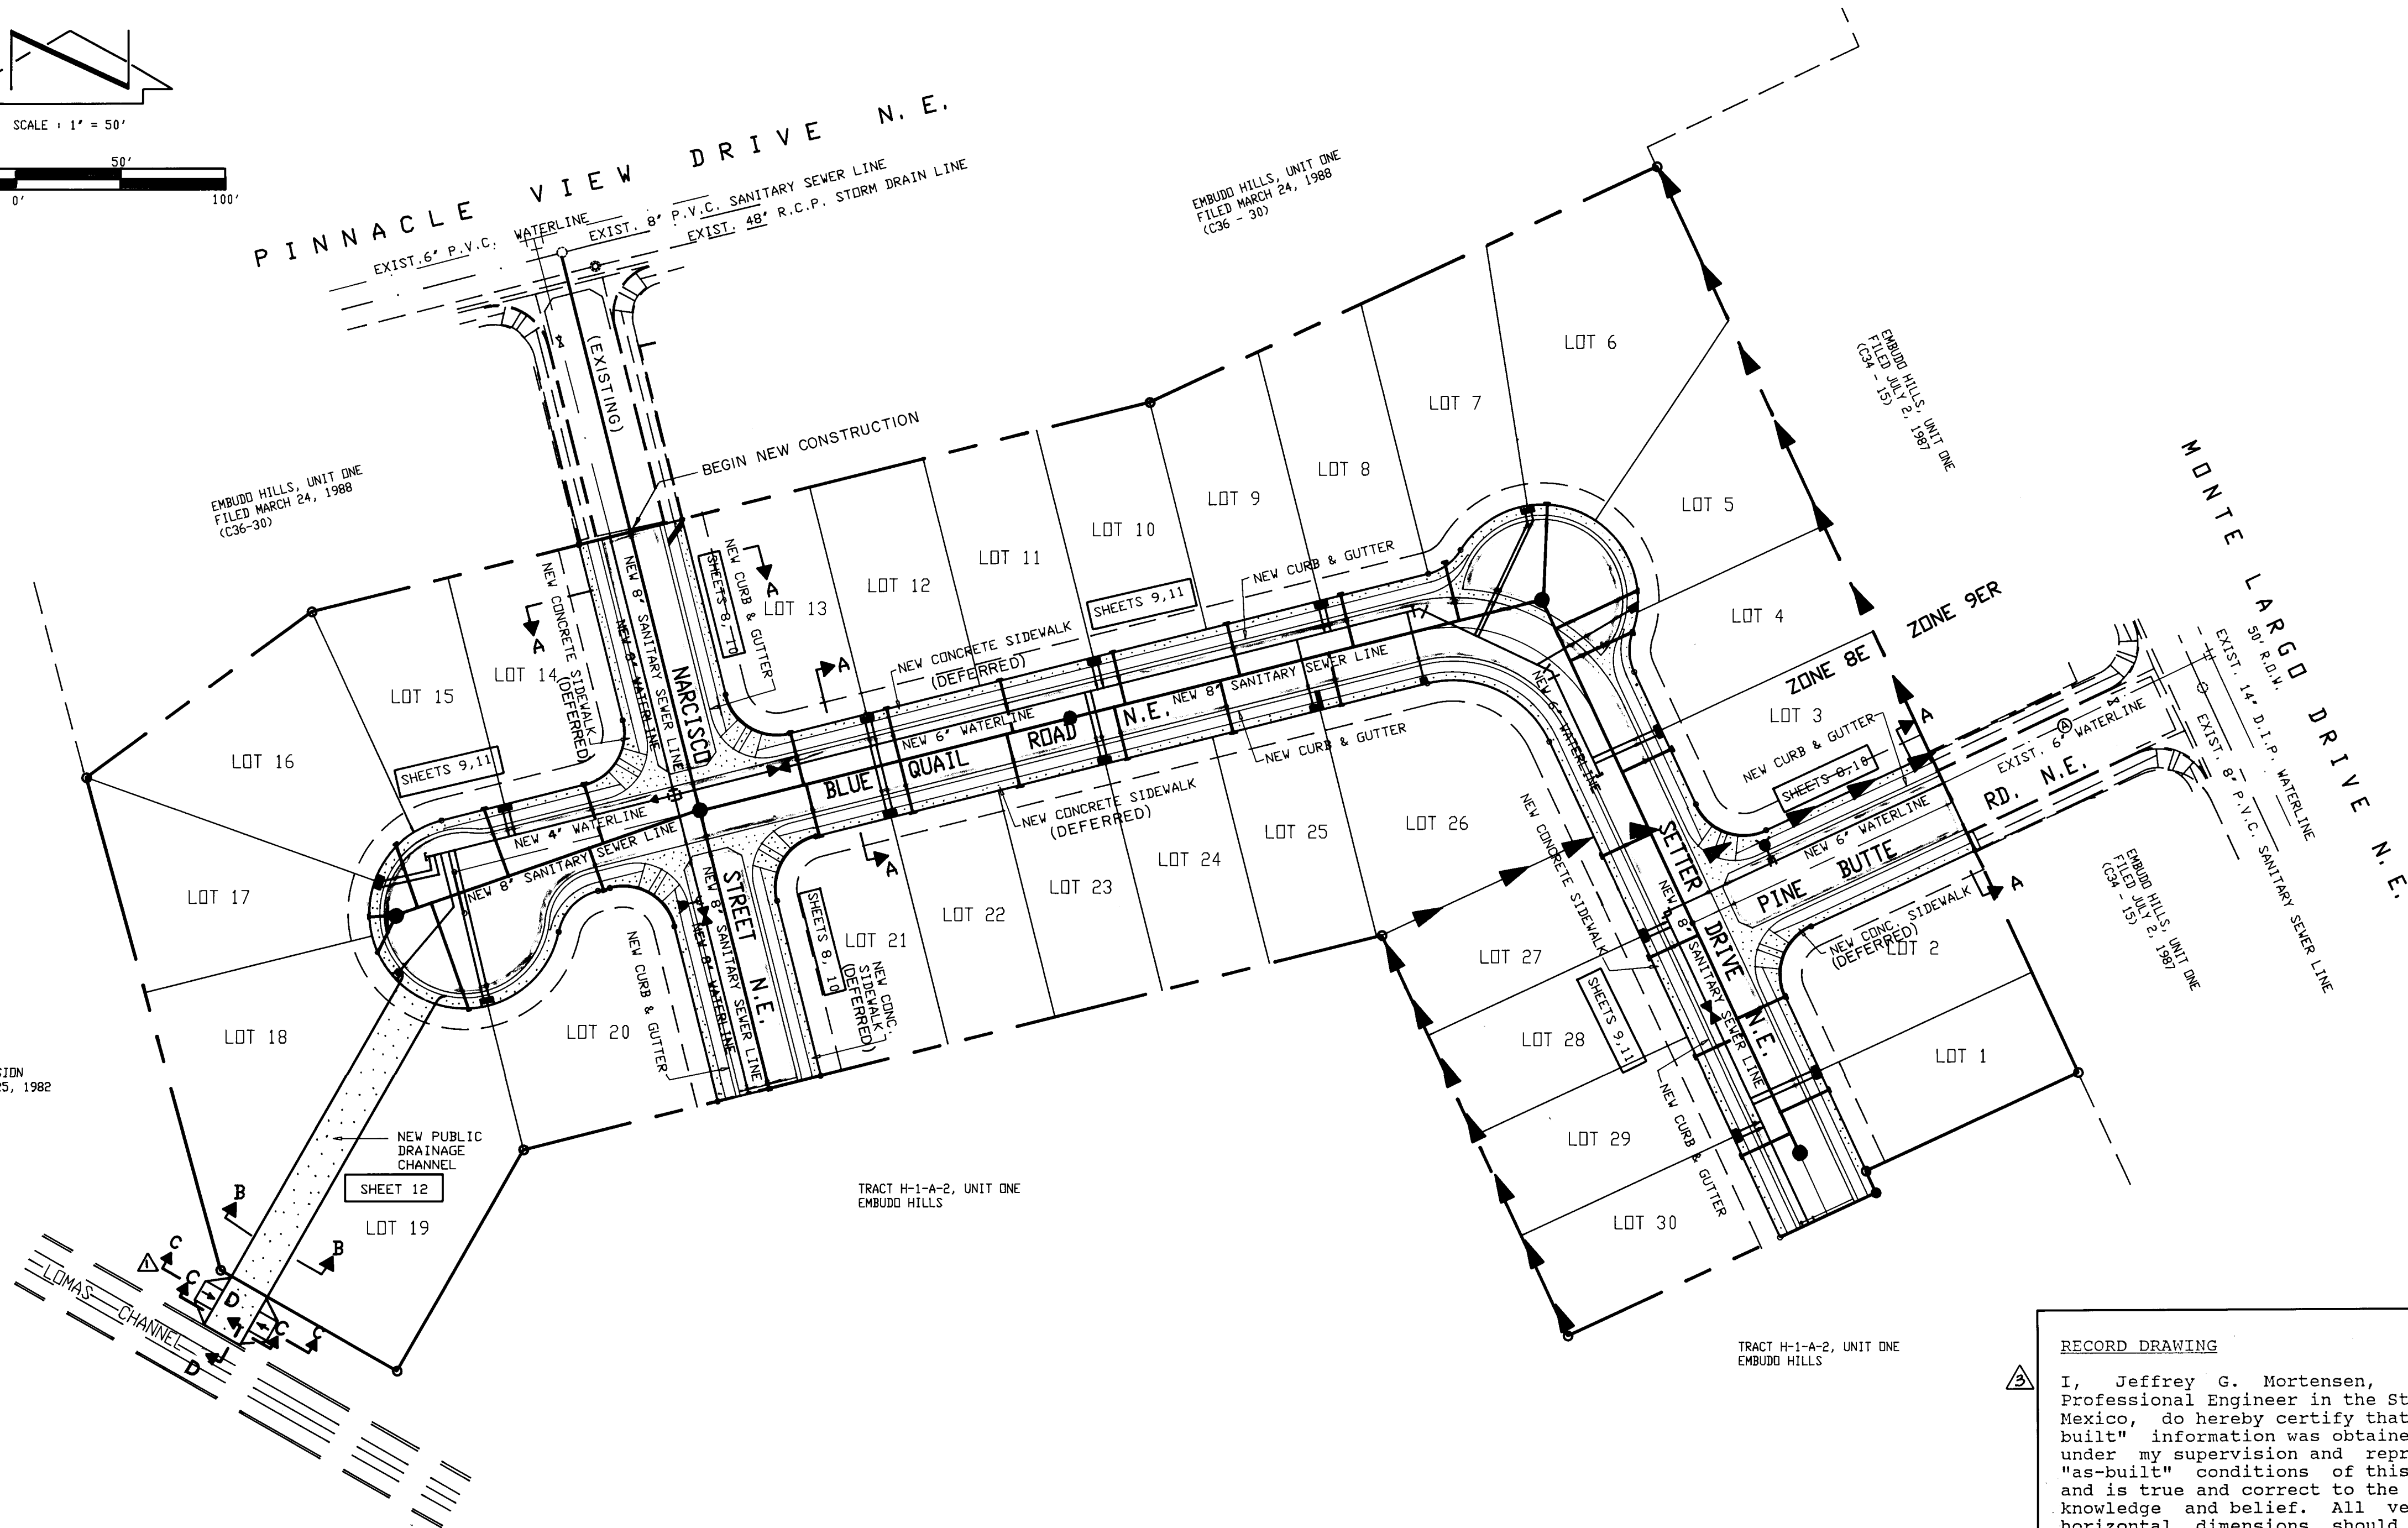 SCALE : 1" = 50'
50'
0'
100'
PINNACLE VIEW DRIVE N.E.
EXIST. 6" P.V.C. WATERLINE
EXIST. 8" P.V.C. SANITARY SEWER LINE
EXIST. 48" R.C.P. STORM DRAIN LINE
EMBUDO HILLS, UNIT ONE
FILED MARCH 24, 1988
(C36 - 30)
(EXISTING)
BEGIN NEW CONSTRUCTION
EMBUDO HILLS, UNIT ONE
FILED MARCH 24, 1988
(C36-30)
EMBUDO HILLS, UNIT ONE
FILED JULY 2, 1987
(C34 - 15)
MONTE LARGO DRIVE N.E.
50' R.O.W.
EXIST. 14" D.I.P. WATERLINE
EXIST. 8" P.V.C. SANITARY SEWER LINE
LOT 6
LOT 7
LOT 8
LOT 9
LOT 10
LOT 11
LOT 12
LOT 13
LOT 14
LOT 15
LOT 16
LOT 17
LOT 18
LOT 5
LOT 4
LOT 3
ZONE 8E
ZONE 9ER
NEW CONCRETE SIDEWALK
(DEFERRED)
NEW 8" WATERLINE
NEW 8" SANITARY SEWER LINE
NARCISO
SHEETS 8, 10
NEW CURB & GUTTER
A
A
A
NEW CONCRETE SIDEWALK
(DEFERRED)
SHEETS 9,11
NEW CURB & GUTTER
SHEETS 9,11
NEW 4" WATERLINE
NEW 8" SANITARY SEWER LINE
NEW 6" WATERLINE
BLUE QUAIL ROAD N.E.
NEW 8" SANITARY SEWER LINE
NEW CURB & GUTTER
NEW CONCRETE SIDEWALK
(DEFERRED)
A
STREET N.E.
NEW 8" SANITARY SEWER LINE
NEW 8" WATERLINE
NEW CURB & GUTTER
SHEETS 8, 10
NEW CONC.
SIDEWALK
(DEFERRED)
LOT 20
LOT 21
LOT 22
LOT 23
LOT 24
LOT 25
LOT 26
LOT 27
LOT 28
LOT 29
LOT 30
NEW 6" WATERLINE
NEW CONCRETE SIDEWALK
SETTER DRIVE N.E.
NEW 8" SANITARY SEWER LINE
SHEETS 9,11
NEW CURB & GUTTER
NEW CURB & GUTTER
SHEETS 8,10
A
A
EXIST. 6" WATERLINE
NEW 6" WATERLINE
PINE BUTTE RD. N.E.
A
NEW CONC. SIDEWALK
(DEFERRED)
LOT 2
LOT 1
EMBUDO HILLS, UNIT ONE
FILED JULY 2, 1987
(C34 - 15)
SION
25, 1982
NEW PUBLIC
DRAINAGE
CHANNEL
SHEET 12
LOT 19
B
B
C
1
C
D
C
C
D
LOMAS CHANNEL
TRACT H-1-A-2, UNIT ONE
EMBUDO HILLS
TRACT H-1-A-2, UNIT ONE
EMBUDO HILLS
3
RECORD DRAWING
I, Jeffrey G. Mortensen,
Professional Engineer in the St
Mexico, do hereby certify that
built" information was obtaine
under my supervision and repr
"as-built" conditions of this
and is true and correct to the
knowledge and belief. All ve
horizontal dimensions should